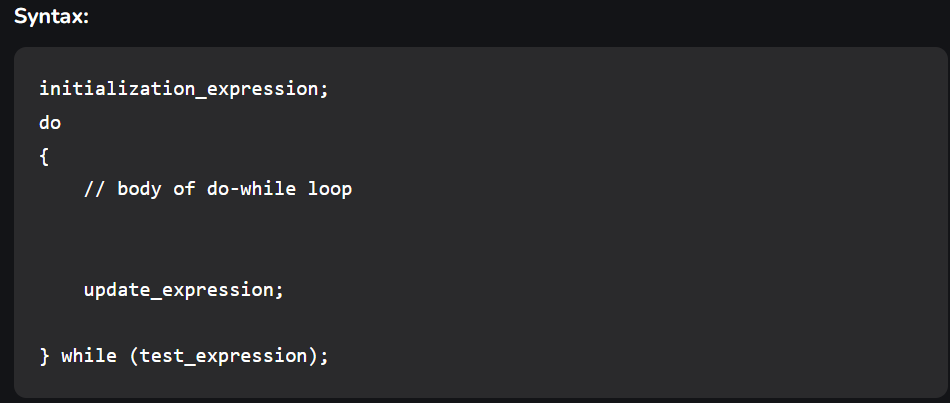 Syntax:
initialization_expression;
do
{
// body of do-while loop
update_expression;
} while (test_expression);